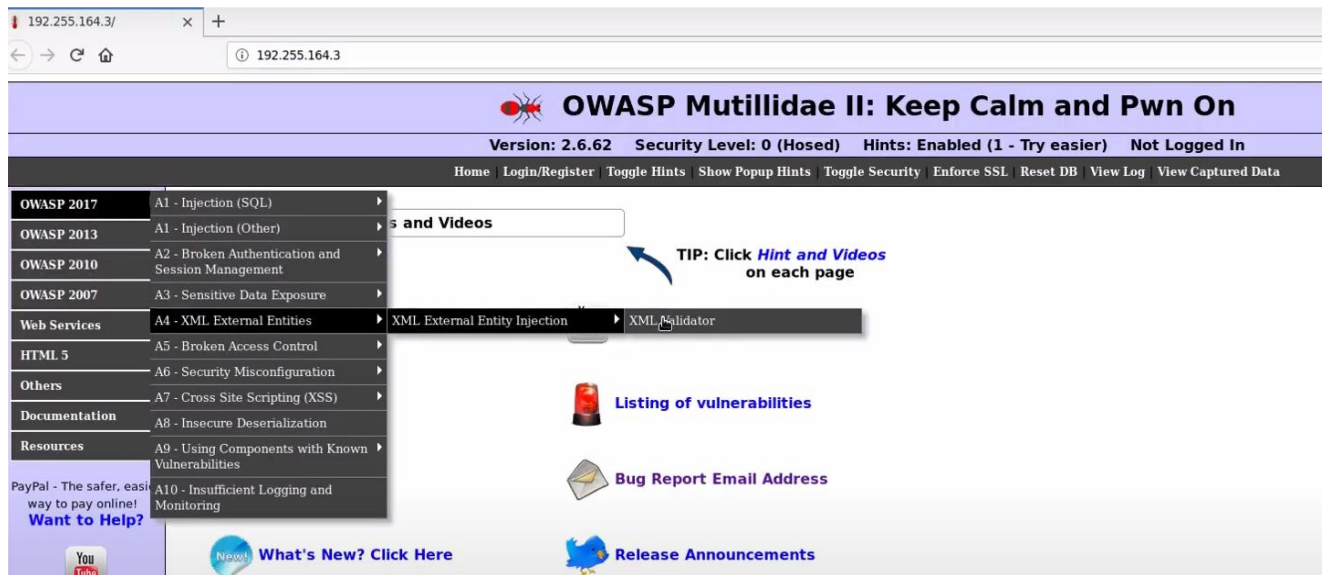 192.255.164.3/
192.255.164.3
OWASP Mutillidae II: Keep Calm and Pwn On
Version: 2.6.62 Security Level: 0 (Hosed) Hints: Enabled (1 - Try easier) Not Logged In
Home | Login/Register | Toggle Hints | Show Popup Hints | Toggle Security | Enforce SSL | Reset DB | View Log | View Captured Data
OWASP 2017
OWASP 2013
OWASP 2010
OWASP 2007
Web Services
HTML 5
Others
Documentation
Resources
A1 - Injection (SQL)
A1 - Injection (Other)
A2 - Broken Authentication and
Session Management
A3 - Sensitive Data Exposure
A4 - XML External Entities
A5 - Broken Access Control
A6 - Security Misconfiguration
A7 - Cross Site Scripting (XSS)
A8 - Insecure Deserialization
A9 - Using Components with Known
Vulnerabilities
A10 - Insufficient Logging and
Monitoring
XML External Entity Injection
XML Validator
s and Videos
TIP: Click Hint and Videos
on each page
Listing of vulnerabilities
Bug Report Email Address
New! What's New? Click Here
Release Announcements
PayPal - The safer, easi
way to pay online!
Want to Help?
You
Tube